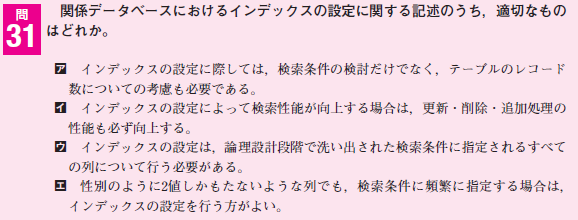 問
31
関係データベースにおけるインデックスの設定に関する記述のうち，適切なもの
はどれか。
ア インデックスの設定に際しては，検索条件の検討だけでなく，テーブルのレコード
数についての考慮も必要である。
イ インデックスの設定によって検索性能が向上する場合は，更新・削除・追加処理の
性能も必ず向上する。
ウ インデックスの設定は，論理設計段階で洗い出された検索条件に指定されるすべて
の列について行う必要がある。
エ 性別のように2値しかもたないような列でも，検索条件に頻繁に指定する場合は，
インデックスの設定を行う方がよい。